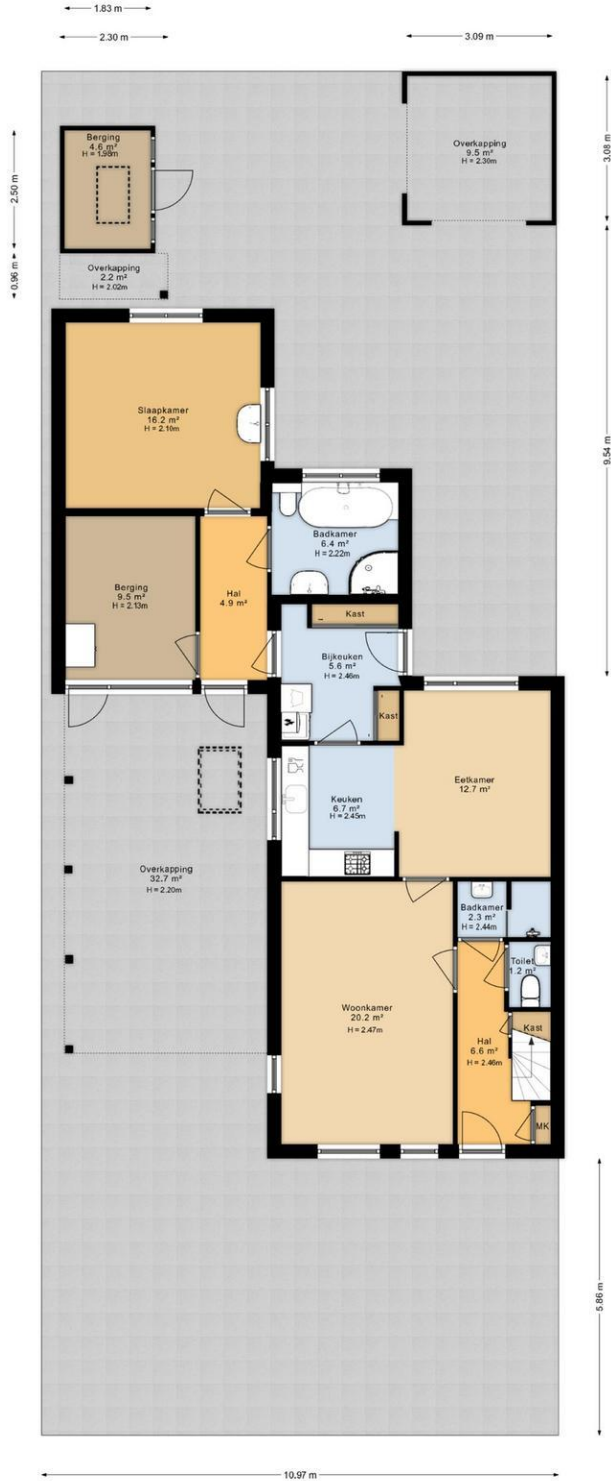 1.83 m
2.30 m
3.09 m
Berging
4.6 m²
H = 1.98m
2.50 m
Overkapping
9.5 m²
H = 2.30m
3.08 m
Overkapping
2.2 m²
H = 2.02m
0.96 m
Slaapkamer
16.2 m²
H = 2.10m
9.54 m
Badkamer
6.4 m²
H = 2.22m
Berging
9.5 m²
H = 2.13m
Hal
4.9 m²
Kast
Bijkeuken
5.6 m²
H = 2.46m
Kast
Keuken
6.7 m²
H = 2.45m
Eetkamer
12.7 m²
Overkapping
32.7 m²
H = 2.20m
Badkamer
2.3 m²
H = 2.44m
Toilet
1.2 m²
Woonkamer
20.2 m²
H = 2.47m
Kast
Hal
6.6 m²
H = 2.46m
MK
5.86 m
10.97 m